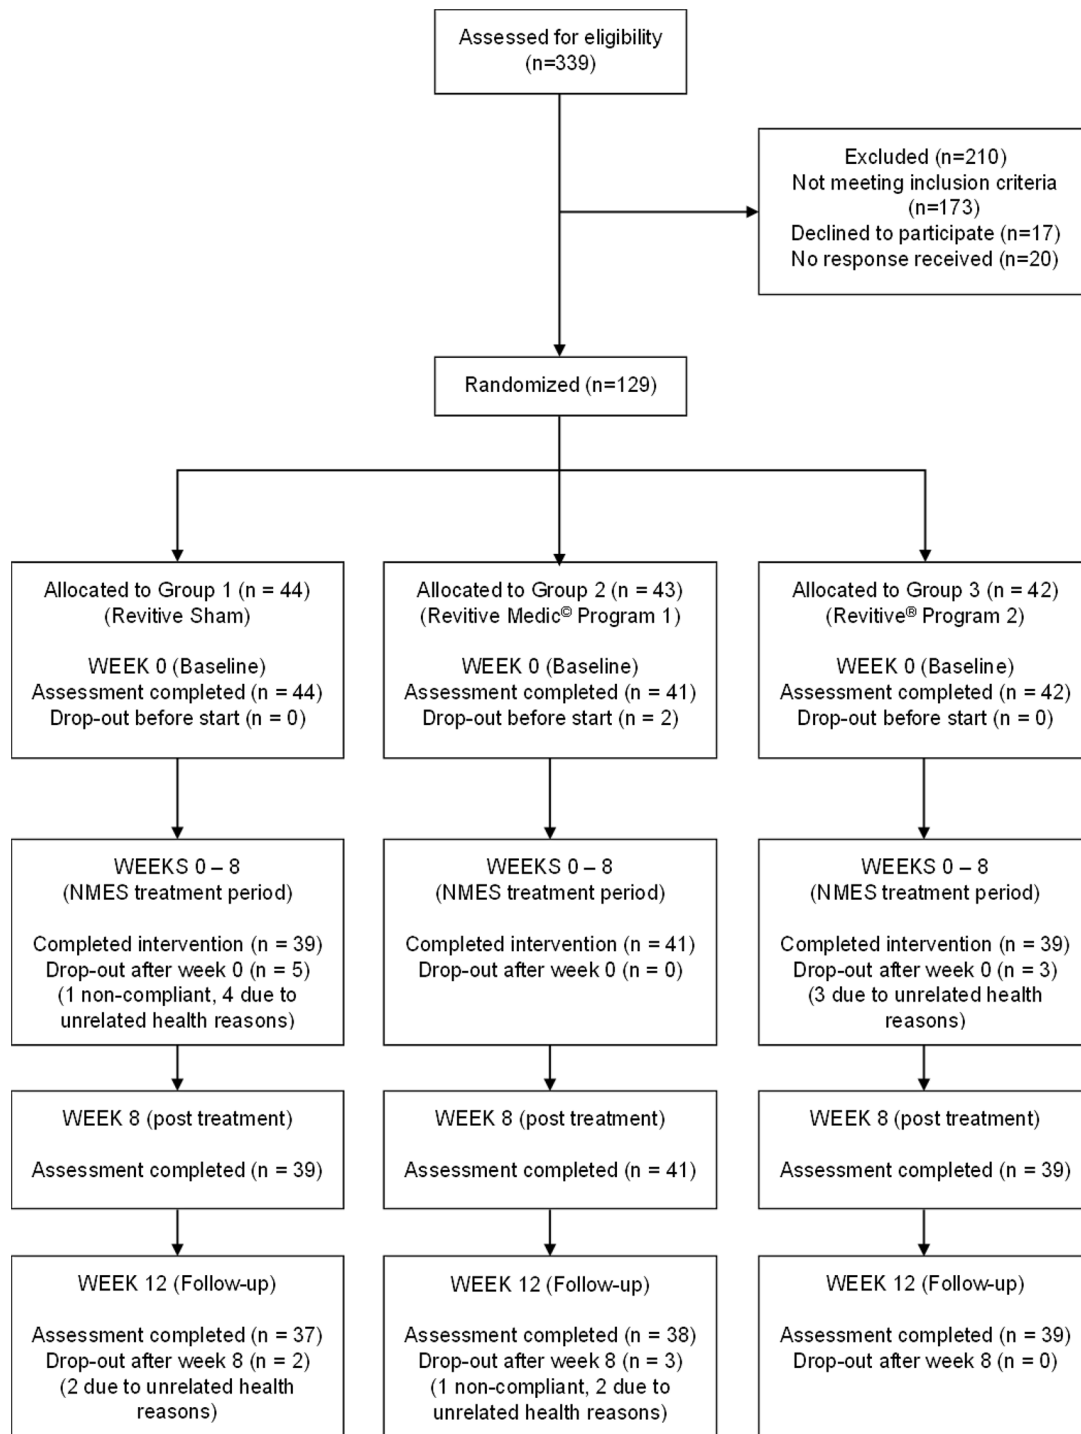 Assessed for eligibility
(n=339)
Excluded (n=210)
Not meeting inclusion criteria
(n=173)
Declined to participate (n=17)
No response received (n=20)
Randomized (n=129)
Allocated to Group 1 (n = 44)
(Revitive Sham)
WEEK 0 (Baseline)
Assessment completed (n = 44)
Drop-out before start (n = 0)
Allocated to Group 2 (n = 43)
(Revitive Medic© Program 1)
WEEK 0 (Baseline)
Assessment completed (n = 41)
Drop-out before start (n = 2)
Allocated to Group 3 (n = 42)
(Revitive® Program 2)
WEEK 0 (Baseline)
Assessment completed (n = 42)
Drop-out before start (n = 0)
WEEKS 0 – 8
(NMES treatment period)
Completed intervention (n = 39)
Drop-out after week 0 (n = 5)
(1 non-compliant, 4 due to
unrelated health reasons)
WEEKS 0 – 8
(NMES treatment period)
Completed intervention (n = 41)
Drop-out after week 0 (n = 0)
WEEKS 0 – 8
(NMES treatment period)
Completed intervention (n = 39)
Drop-out after week 0 (n = 3)
(3 due to unrelated health
reasons)
WEEK 8 (post treatment)
Assessment completed (n = 39)
WEEK 8 (post treatment)
Assessment completed (n = 41)
WEEK 8 (post treatment)
Assessment completed (n = 39)
WEEK 12 (Follow-up)
Assessment completed (n = 37)
Drop-out after week 8 (n = 2)
(2 due to unrelated health
reasons)
WEEK 12 (Follow-up)
Assessment completed (n = 38)
Drop-out after week 8 (n = 3)
(1 non-compliant, 2 due to
unrelated health reasons)
WEEK 12 (Follow-up)
Assessment completed (n = 39)
Drop-out after week 8 (n = 0)